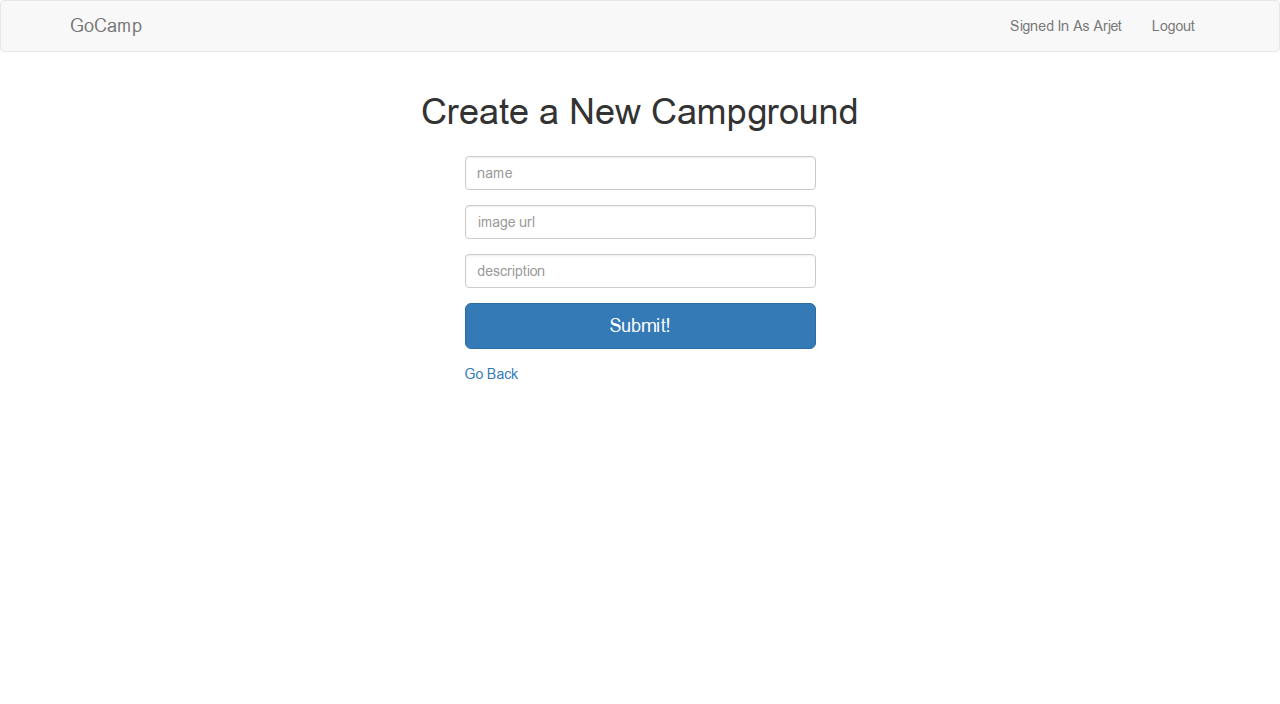 GoCamp
Signed In As Arjet
Logout
Create a New Campground
name
image url
description
Submit!
Go Back